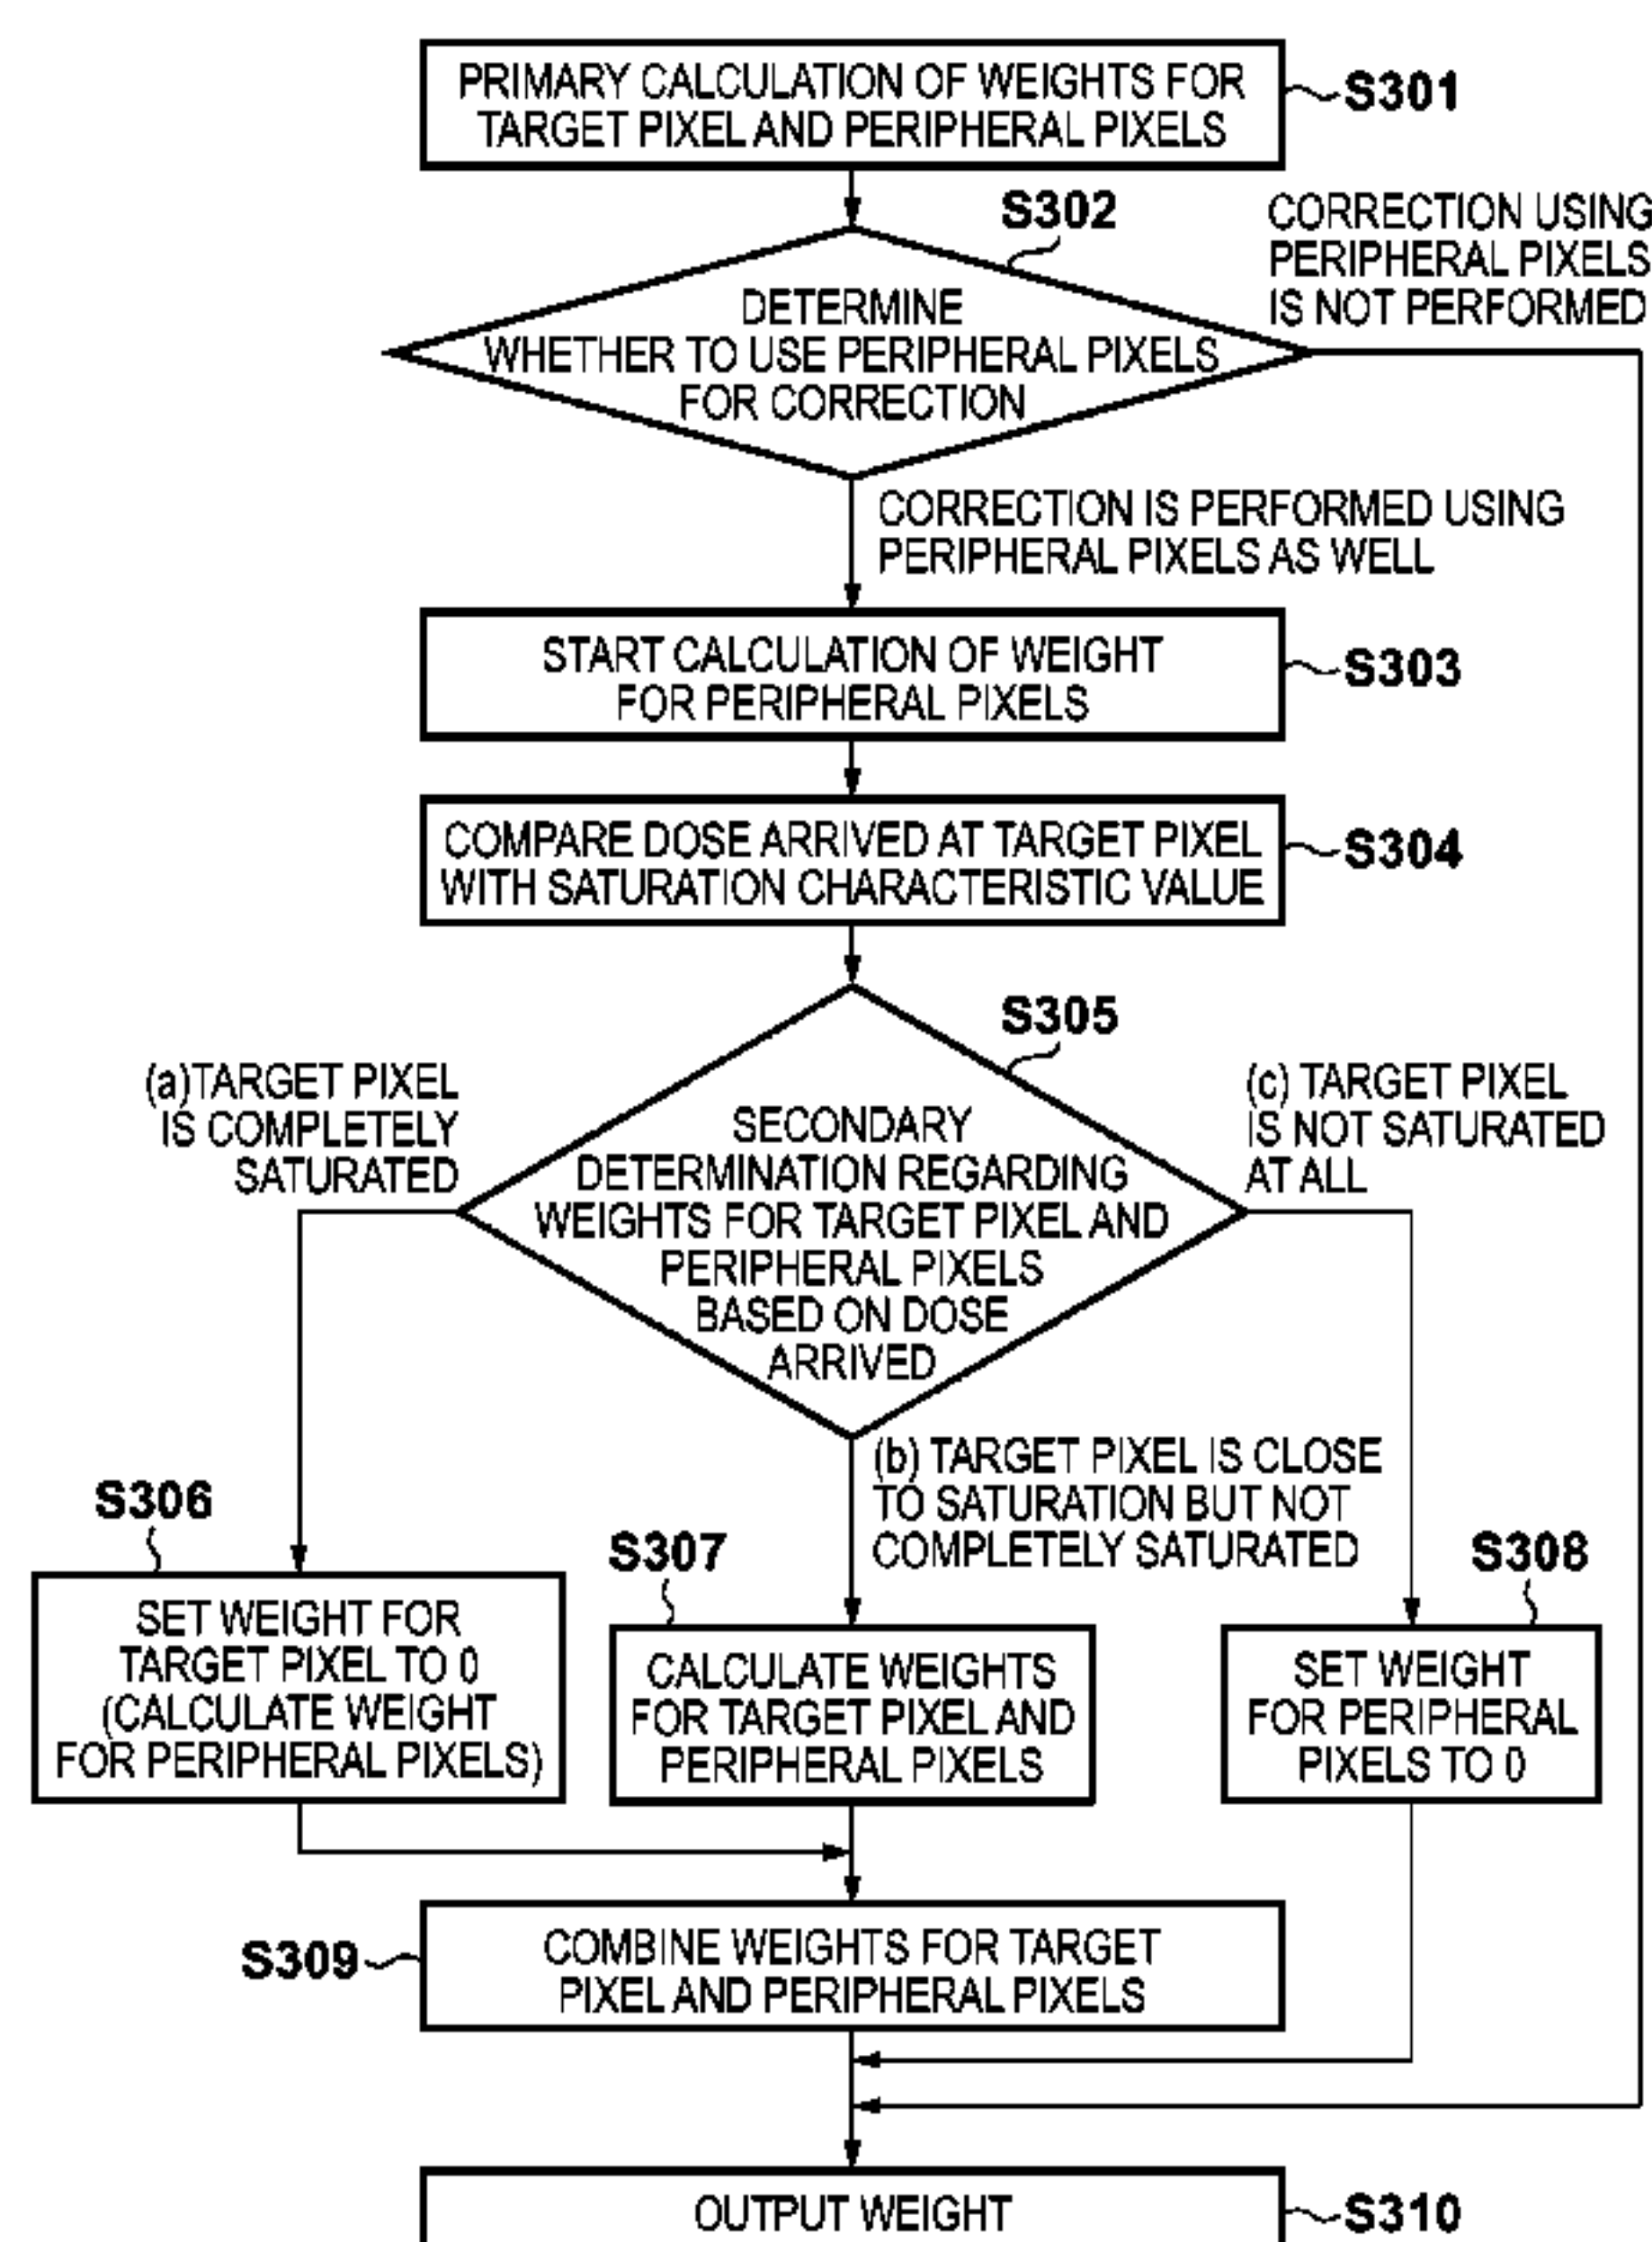 PRIMARY CALCULATION OF WEIGHTS FOR
TARGET PIXEL AND PERIPHERAL PIXELS
S301
S302
CORRECTION USING
PERIPHERAL PIXELS
IS NOT PERFORMED
DETERMINE
WHETHER TO USE PERIPHERAL PIXELS
FOR CORRECTION
CORRECTION IS PERFORMED USING
PERIPHERAL PIXELS AS WELL
START CALCULATION OF WEIGHT
FOR PERIPHERAL PIXELS
S303
COMPARE DOSE ARRIVED AT TARGET PIXEL
WITH SATURATION CHARACTERISTIC VALUE
S304
S305
(a)TARGET PIXEL
IS COMPLETELY
SATURATED
SECONDARY
DETERMINATION REGARDING
WEIGHTS FOR TARGET PIXEL AND
PERIPHERAL PIXELS
BASED ON DOSE
ARRIVED
(c) TARGET PIXEL
IS NOT SATURATED
AT ALL
(b) TARGET PIXEL IS CLOSE
TO SATURATION BUT NOT
COMPLETELY SATURATED
S306
SET WEIGHT FOR
TARGET PIXEL TO 0
(CALCULATE WEIGHT
FOR PERIPHERAL PIXELS)
S307
CALCULATE WEIGHTS
FOR TARGET PIXEL AND
PERIPHERAL PIXELS
S308
SET WEIGHT
FOR PERIPHERAL
PIXELS TO 0
S309
COMBINE WEIGHTS FOR TARGET
PIXEL AND PERIPHERAL PIXELS
OUTPUT WEIGHT
S310